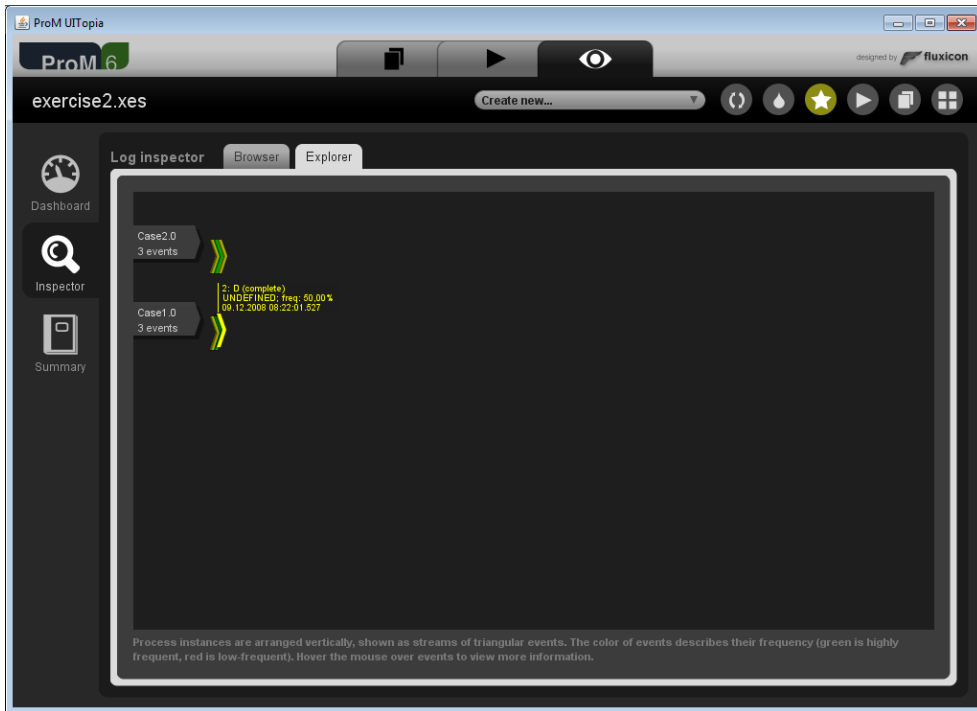 ProM UITopia
ProM 6
designed by fluxicon
exercise2.xes
Create new...
Log inspector
Browser
Explorer
Dashboard
Inspector
Summary
Case2.0
3 events
2: D (complete)
UNDEFINED; freq: 50,00%
09.12.2008 08:22:01.527
Case1.0
3 events
Process instances are arranged vertically, shown as streams of triangular events. The color of events describes their frequency (green is highly
frequent, red is low-frequent). Hover the mouse over events to view more information.